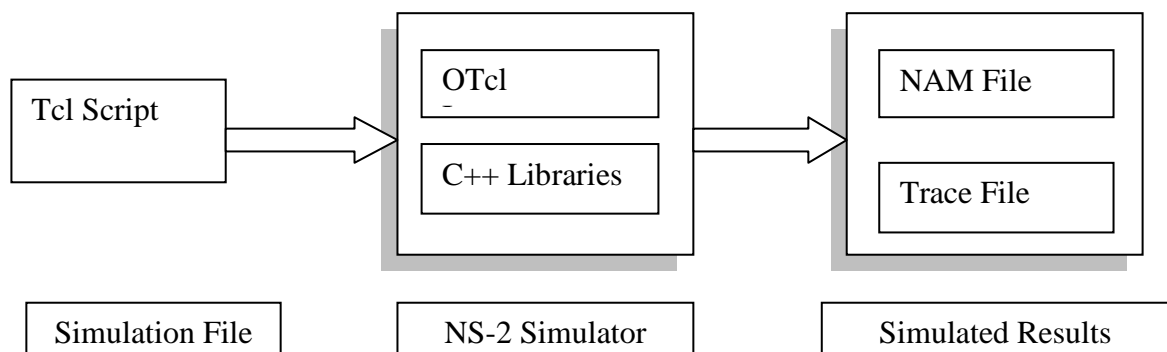 Tcl Script
OTcl
C++ Libraries
NAM File
Trace File
Simulation File
NS-2 Simulator
Simulated Results